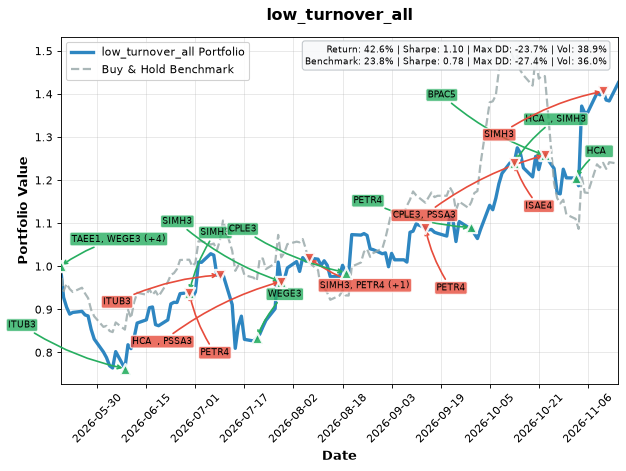 low_turnover_all
low_turnover_all Portfolio
Buy & Hold Benchmark
Return: 42.6% | Sharpe: 1.10 | Max DD: -23.7% | Vol: 38.9%
Benchmark: 23.8% | Sharpe: 0.78 | Max DD: -27.4% | Vol: 36.0%
Portfolio Value
1.5
1.4
1.3
1.2
1.1
1.0
0.9
0.8
BPAC5
HCA , SIMH3
SIMH3
HCA
PETR4
ISAE4
CPLE3, PSSA3
SIMH3
SIMH3
CPLE3
TAEE1, WEGE3 (+4)
SIMH3, PETR4 (+1)
PETR4
WEGE3
ITUB3
ITUB3
HCA , PSSA3
PETR4
2026-05-30
2026-06-15
2026-07-01
2026-07-17
2026-08-02
2026-08-18
2026-09-03
2026-09-19
2026-10-05
2026-10-21
2026-11-06
Date